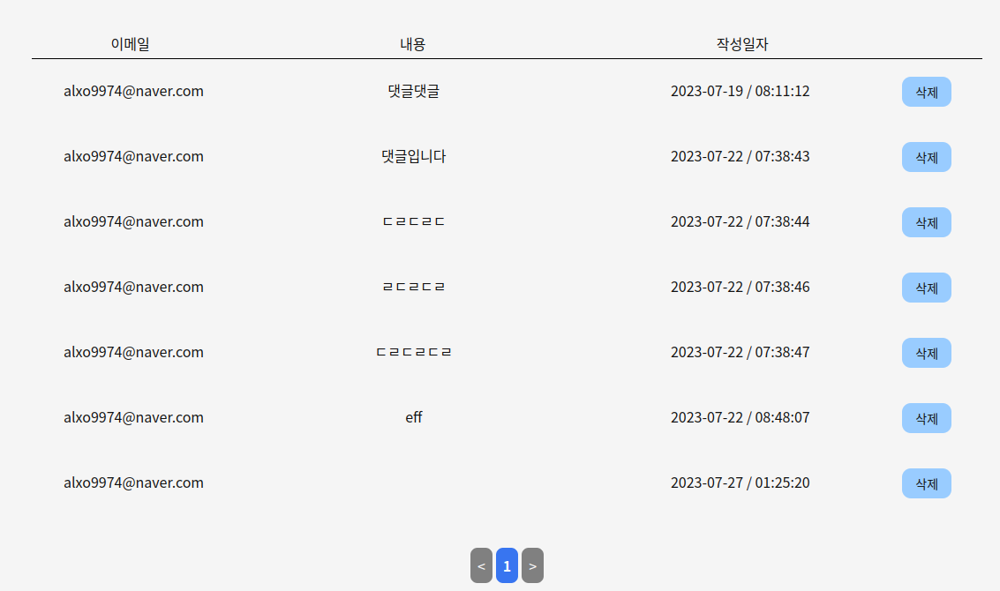 이메일 내용 작성일자
alxo9974@naver.com 댓글댓글 2023-07-19 / 08:11:12 삭제
alxo9974@naver.com 댓글입니다 2023-07-22 / 07:38:43 삭제
alxo9974@naver.com ㄷㄹㄷㄹㄷ 2023-07-22 / 07:38:44 삭제
alxo9974@naver.com ㄹㄷㄹㄷㄹ 2023-07-22 / 07:38:46 삭제
alxo9974@naver.com ㄷㄹㄷㄹㄷㄹ 2023-07-22 / 07:38:47 삭제
alxo9974@naver.com eff 2023-07-22 / 08:48:07 삭제
alxo9974@naver.com 2023-07-27 / 01:25:20 삭제
< 1 >